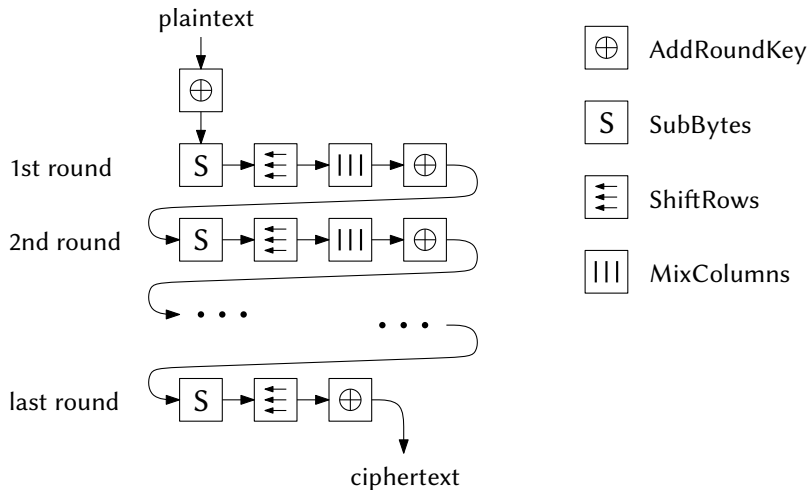 plaintext
AddRoundKey
S SubBytes
1st round S
ShiftRows
2nd round S
MixColumns
last round S
ciphertext